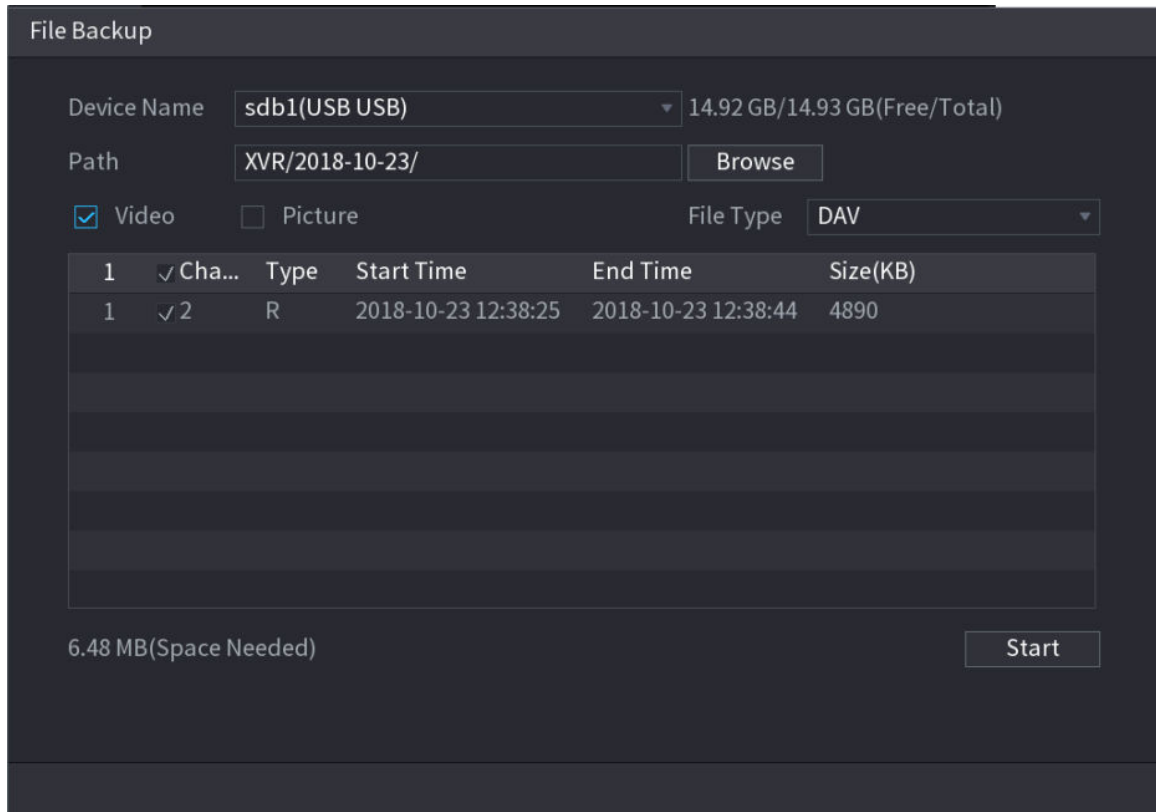 File Backup
Device Name sdb1(USB USB) 14.92 GB/14.93 GB(Free/Total)
Path XVR/2018-10-23/ Browse
Video Picture File Type DAV
1 Cha... Type Start Time End Time Size(KB)
1 2 R 2018-10-23 12:38:25 2018-10-23 12:38:44 4890
6.48 MB(Space Needed) Start